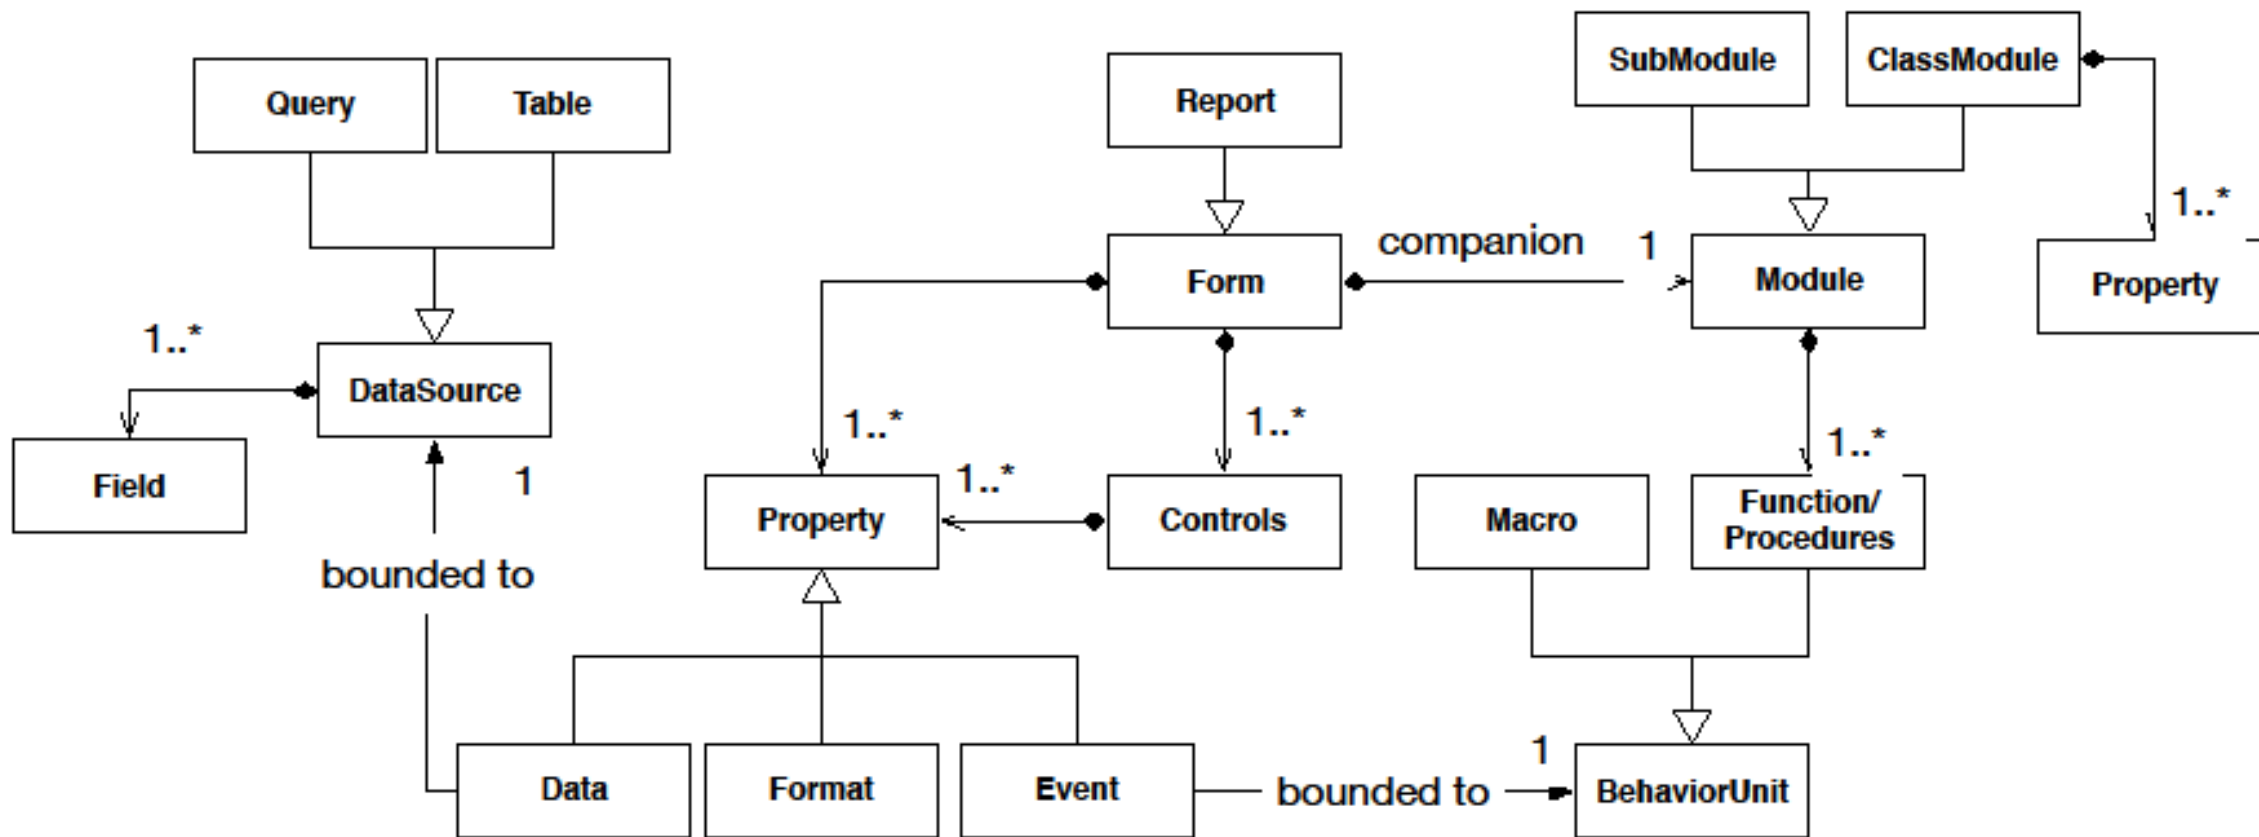 SubModule
ClassModule
Query
Table
Report
1..*
companion
1
Form
Module
Property
1..*
DataSource
1..*
1..*
1..*
1..*
1
Field
Property
Controls
Macro
Function/
Procedures
bounded to
1
Data
Format
Event
bounded to
BehaviorUnit